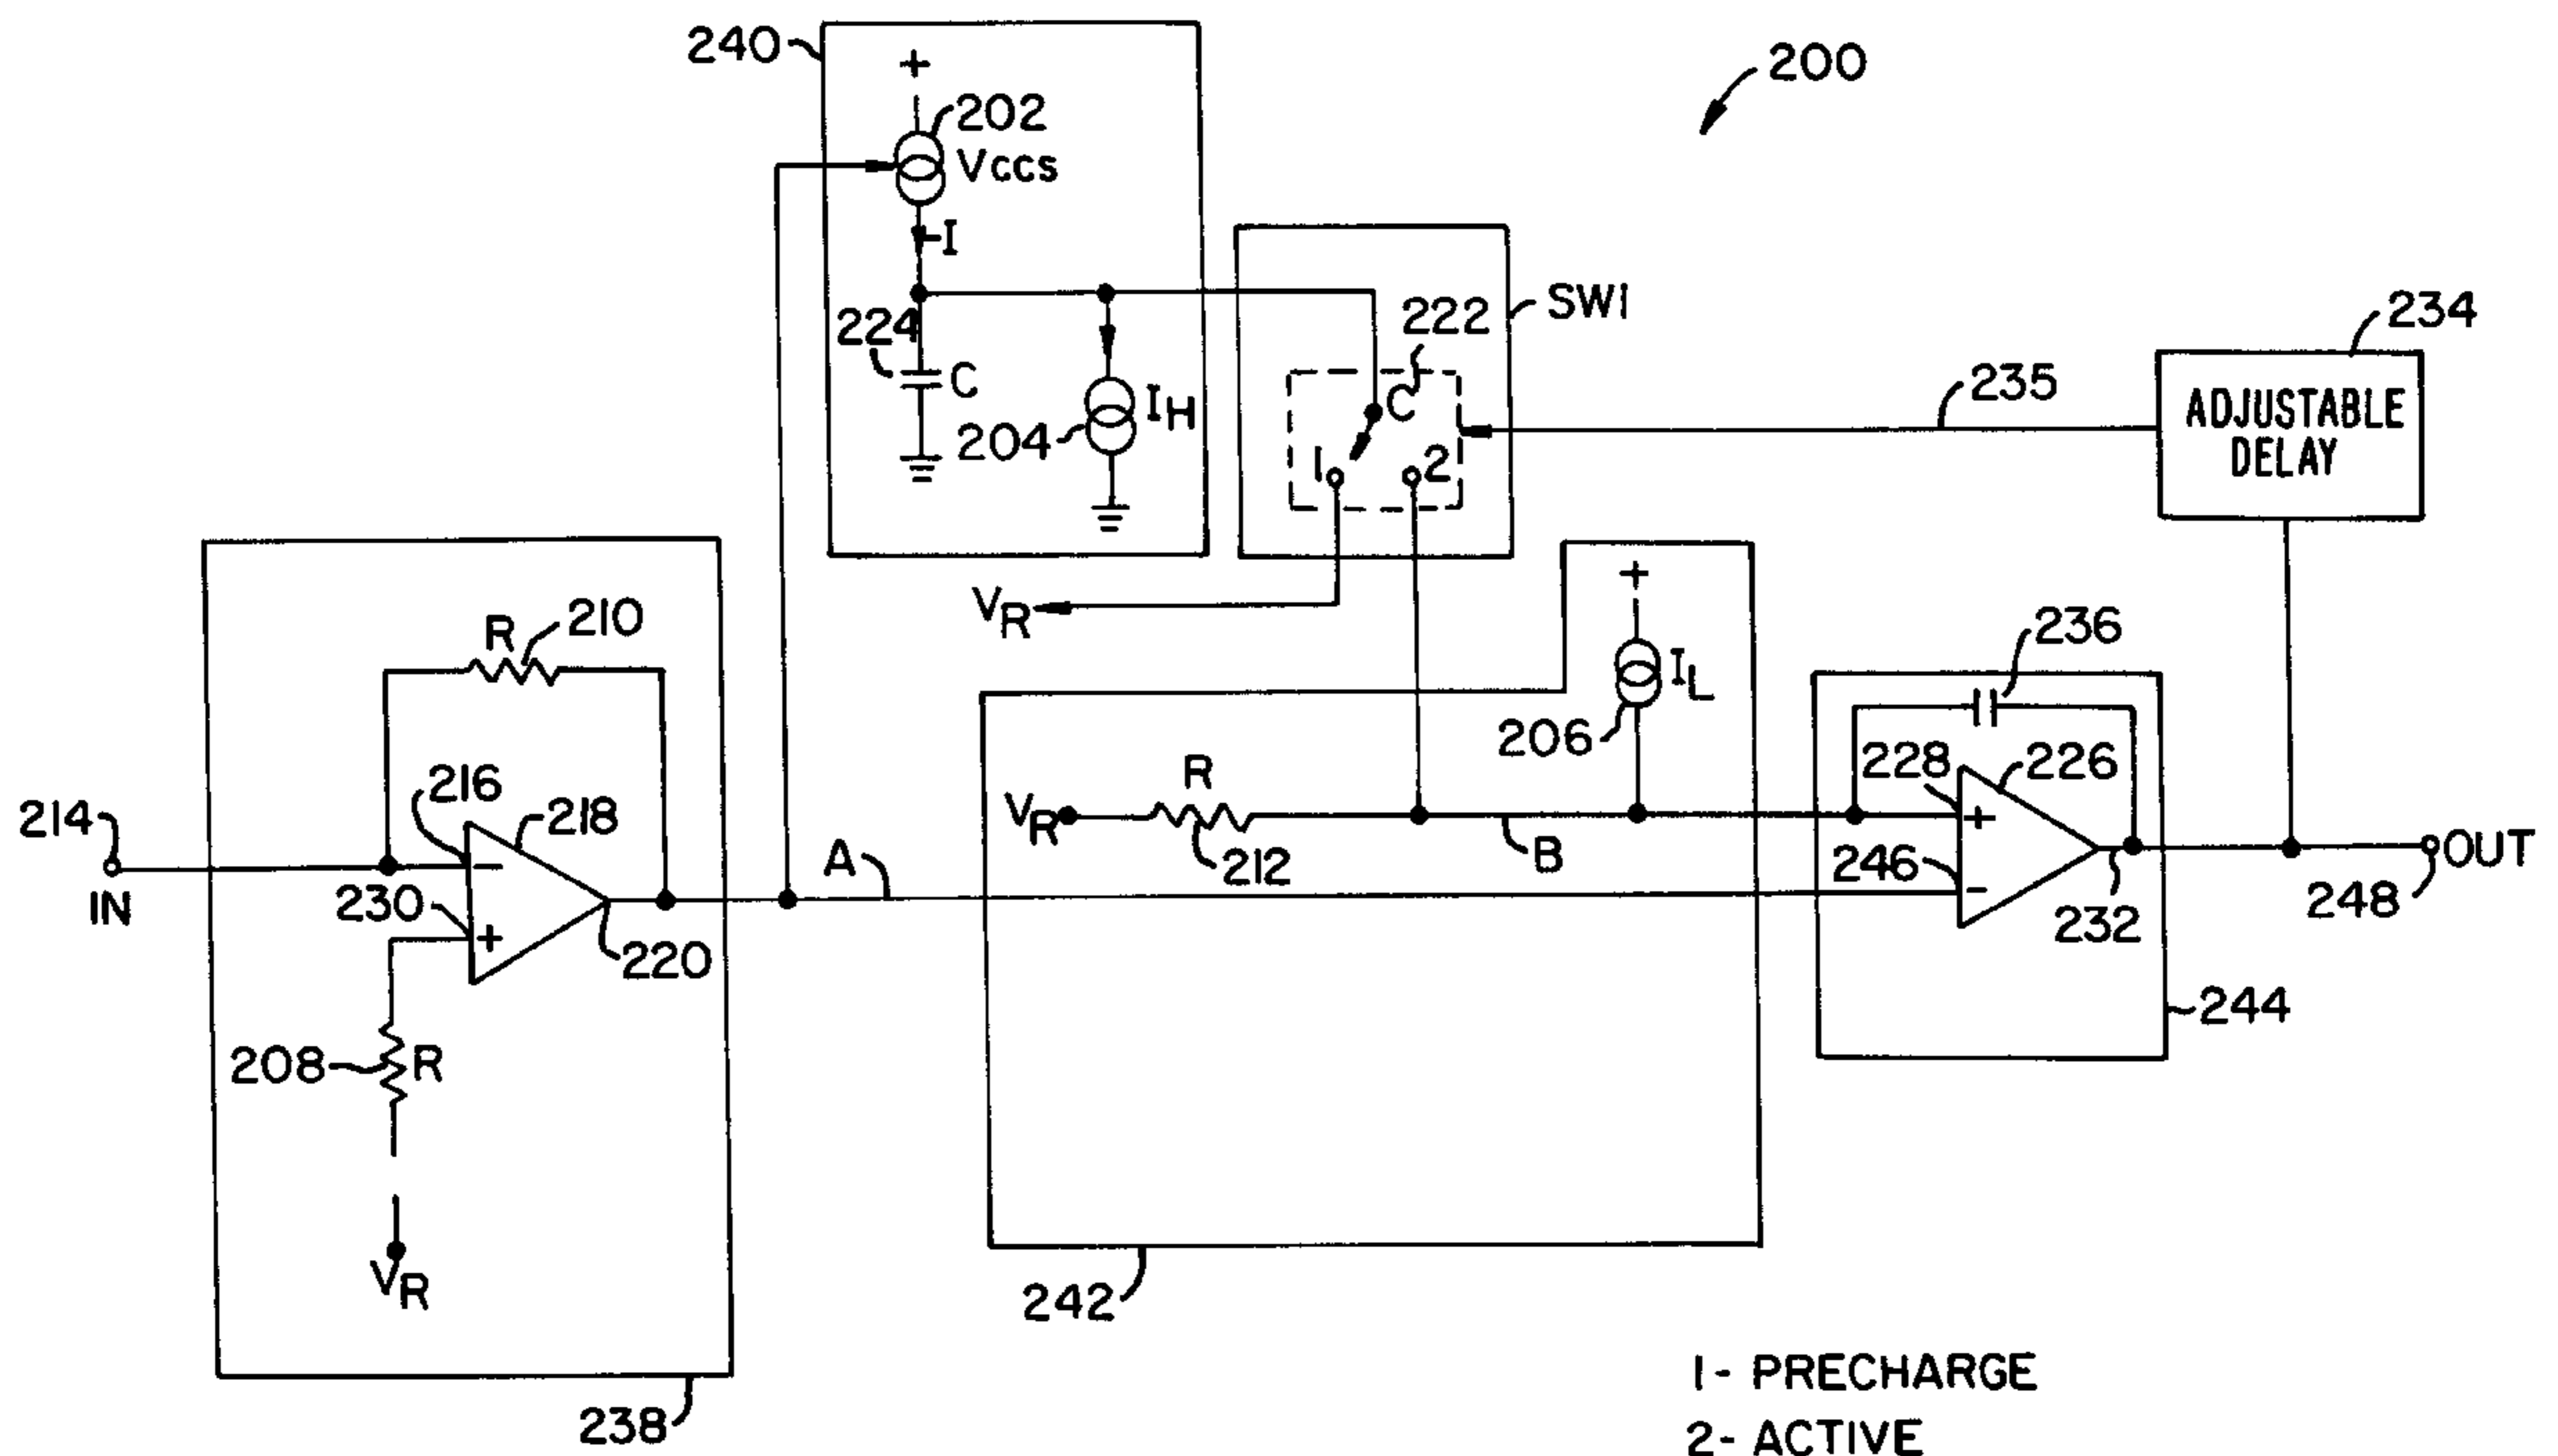 240
+
202
Vccs
I
224
C
204
IH
200
SW1
222
C
1
2
235
234
ADJUSTABLE
DELAY
VR
+
IL
206
R
210
216
218
214
IN
−
230
+
220
208
R
VR
238
A
VR
R
212
B
242
236
228
226
+
246
-
232
OUT
248
244
1- PRECHARGE
2- ACTIVE